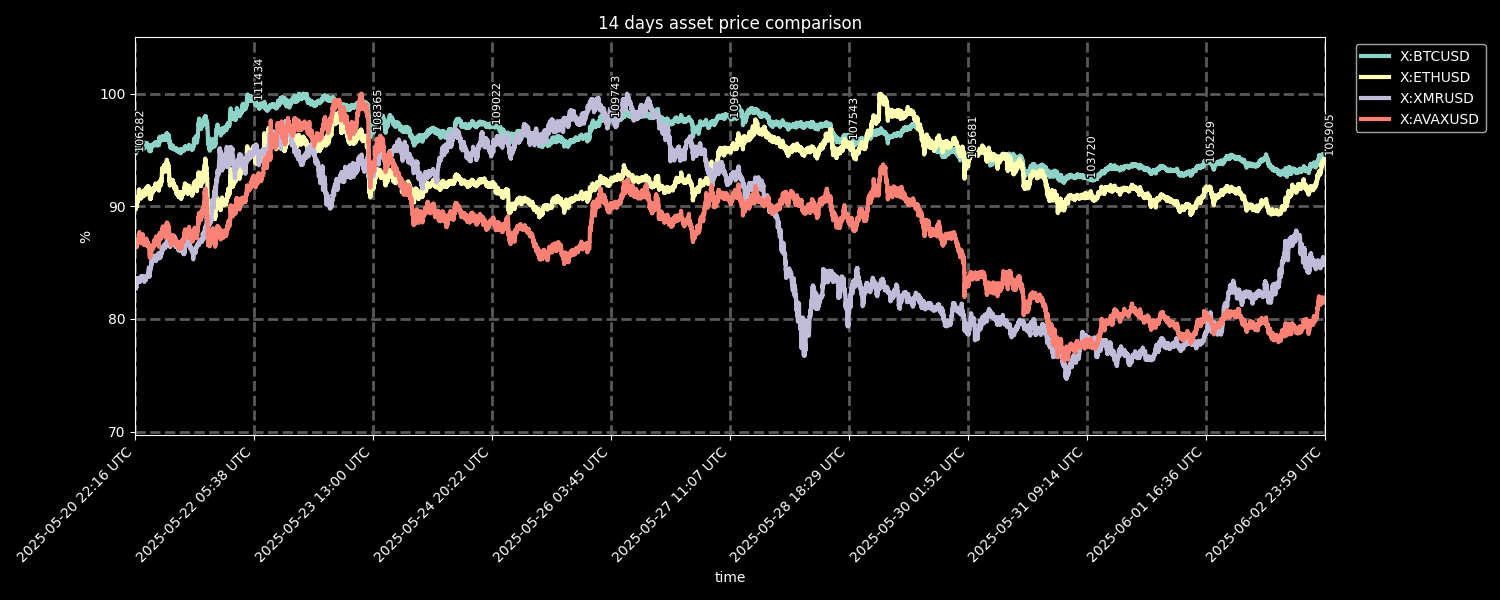 14 days asset price comparison
X:BTCUSD
X:ETHUSD
X:XMRUSD
X:AVAXUSD
100
90
80
70
%
106282
111434
108365
109022
109743
109689
107543
105681
103720
105229
105905
2025-05-20 22:16 UTC
2025-05-22 05:38 UTC
2025-05-23 13:00 UTC
2025-05-24 20:22 UTC
2025-05-26 03:45 UTC
2025-05-27 11:07 UTC
2025-05-28 18:29 UTC
2025-05-30 01:52 UTC
2025-05-31 09:14 UTC
2025-06-01 16:36 UTC
2025-06-02 23:59 UTC
time